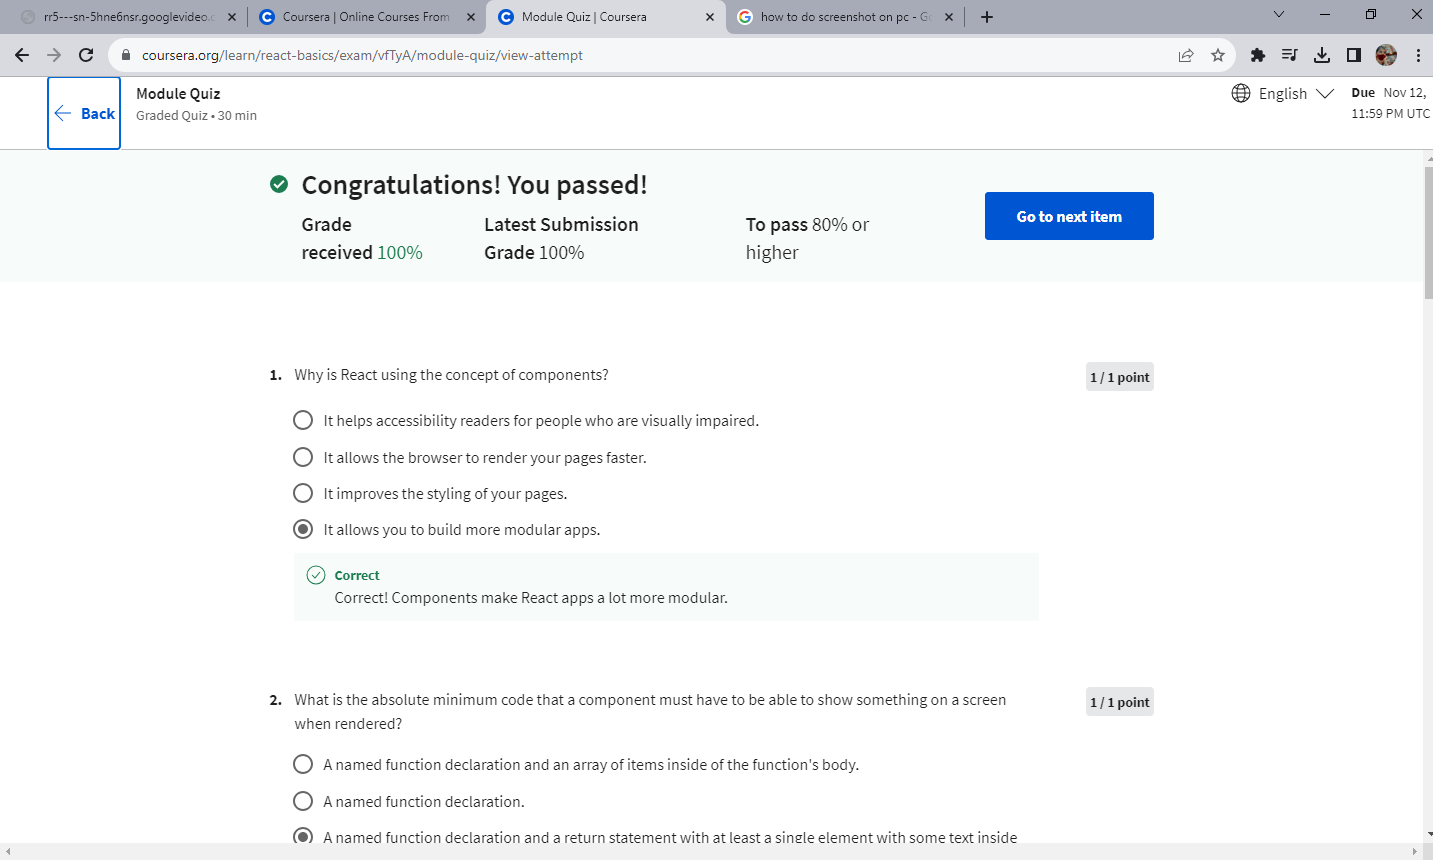 rr5---sn-5hne6nsr.googlevideo.c
Coursera | Online Courses From
Module Quiz | Coursera
how to do screenshot on pc - Go
coursera.org/learn/react-basics/exam/vfTyA/module-quiz/view-attempt
Back
Module Quiz
Graded Quiz • 30 min
English
Due Nov 12,
11:59 PM UTC
Congratulations! You passed!
Grade
received 100%
Latest Submission
Grade 100%
To pass 80% or
higher
Go to next item
1. Why is React using the concept of components?
1 / 1 point
It helps accessibility readers for people who are visually impaired.
It allows the browser to render your pages faster.
It improves the styling of your pages.
It allows you to build more modular apps.
Correct
Correct! Components make React apps a lot more modular.
2. What is the absolute minimum code that a component must have to be able to show something on a screen
when rendered?
1 / 1 point
A named function declaration and an array of items inside of the function's body.
A named function declaration.
A named function declaration and a return statement with at least a single element with some text inside